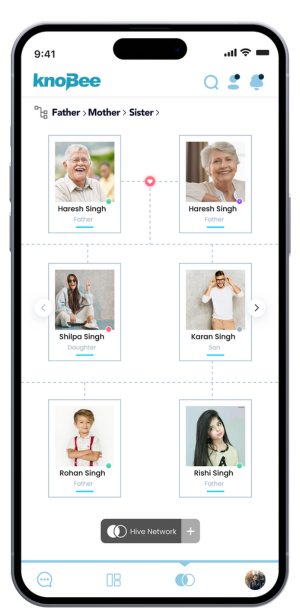 9:41
knoBee
Father > Mother > Sister >
Haresh Singh
Father
Haresh Singh
Father
Shilpa Singh
Doughter
Karan Singh
Son
Rohan Singh
Father
Rishi Singh
Father
Hive Network +